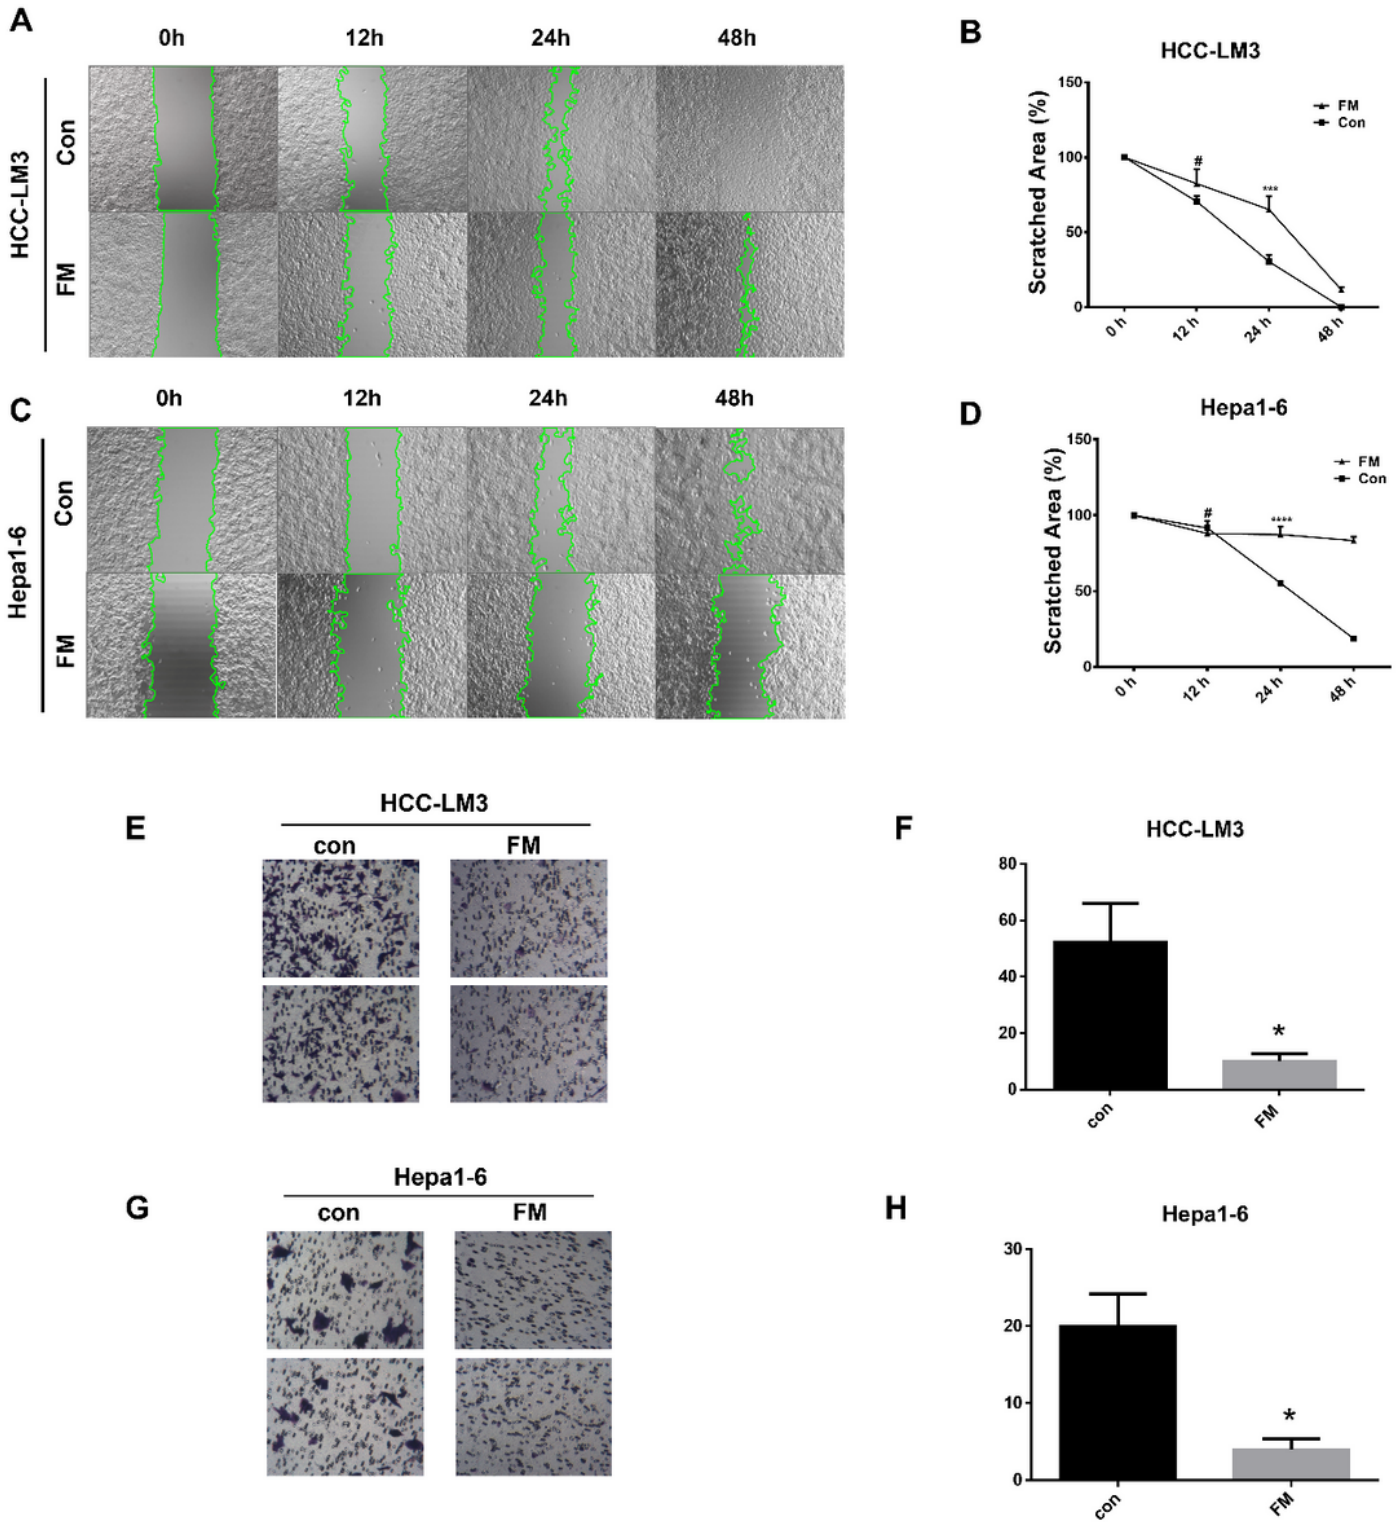 A
0h 12h 24h 48h
HCC-LM3
Con
FM
B
HCC-LM3
Scratched Area (%)
150
100
50
0
FM
Con
#
***
0 h 12 h 24 h 48 h
C
0h 12h 24h 48h
Hepa1-6
Con
FM
D
Hepa1-6
Scratched Area (%)
150
100
50
0
FM
Con
#
****
0 h 12 h 24 h 48 h
E
HCC-LM3
con FM
F
HCC-LM3
80
60
40
20
0
*
con FM
G
Hepa1-6
con FM
H
Hepa1-6
30
20
10
0
*
con FM